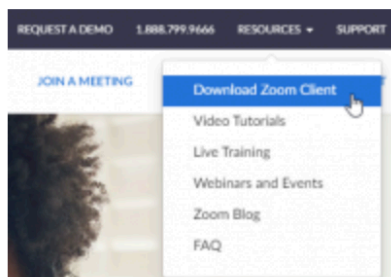 REQUEST A DEMO 1.888.799.9666 RESOURCES SUPPORT
JOIN A MEETING
Download Zoom Client
Video Tutorials
Live Training
Webinars and Events
Zoom Blog
FAQ